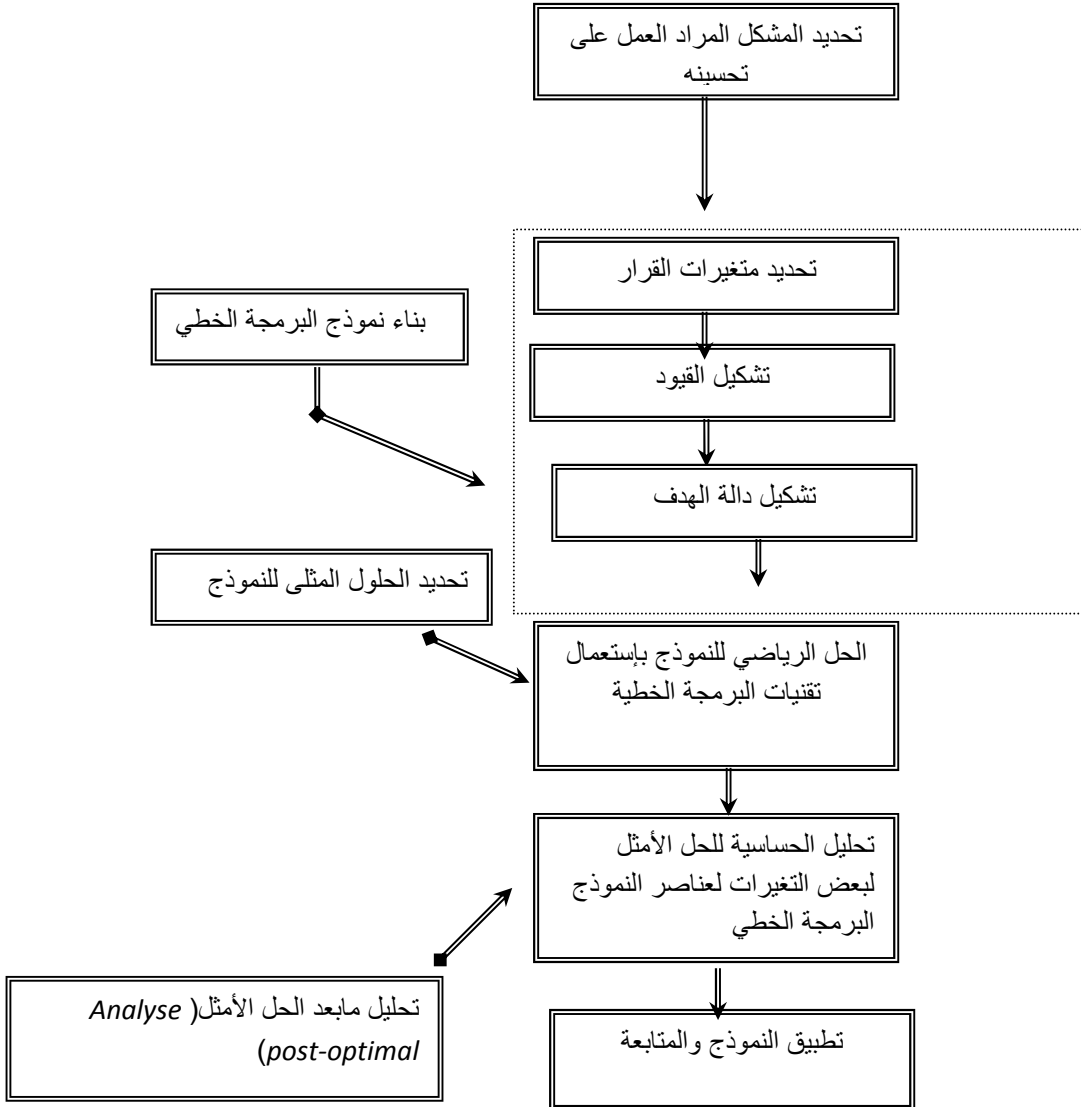 تحديد المشكل المراد العمل على
تحسينه
تحديد متغيرات القرار
بناء نموذج البرمجة الخطي
تشكيل القيود
تشكيل دالة الهدف
تحديد الحلول المثلى للنموذج
الحل الرياضي للنموذج بإستعمال
تقنيات البرمجة الخطية
تحليل الحساسية للحل الأمثل
لبعض التغيرات لعناصر النموذج
البرمجة الخطي
تحليل مابعد الحل الأمثل( Analyse
post-optimal)
تطبيق النموذج والمتابعة